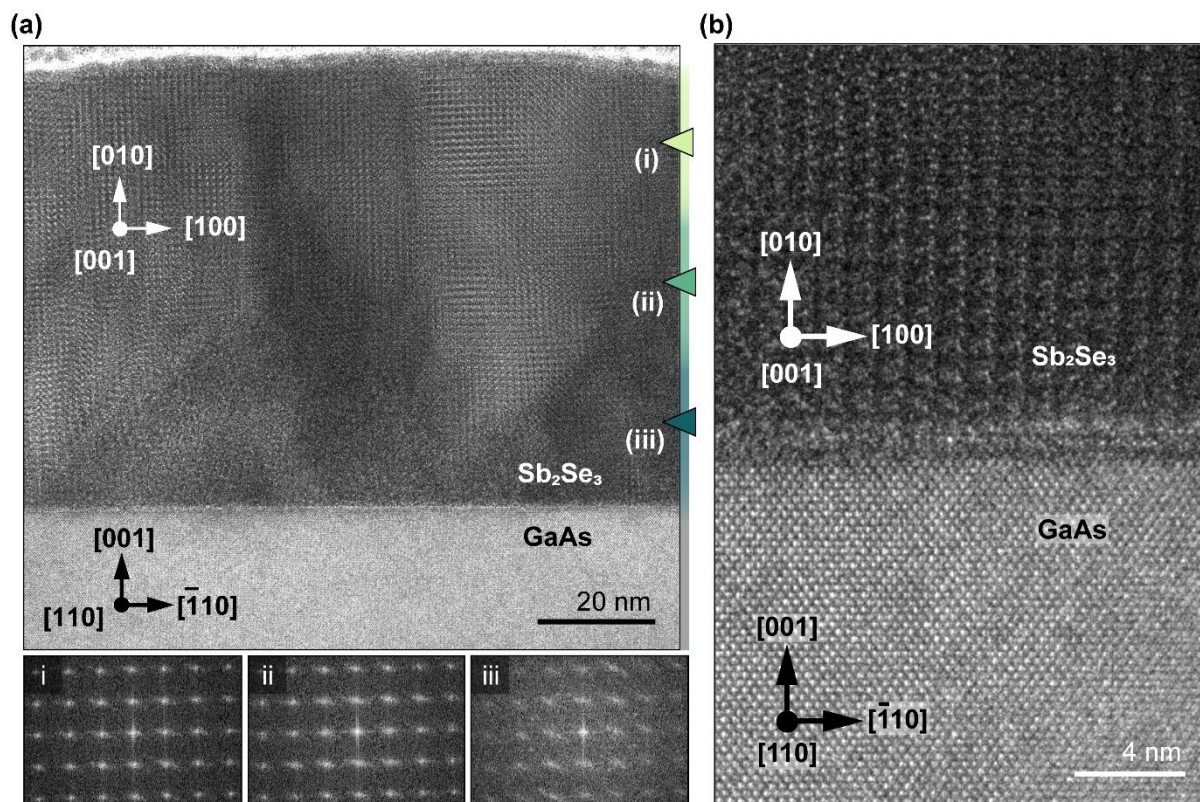 (a)
[010]
[100]
[001]
(i)
(ii)
(iii)
Sb₂Se₃
GaAs
[001]
[110]
[1̄10]
20 nm
i
ii
iii
(b)
[010]
[100]
[001]
Sb₂Se₃
GaAs
[001]
[1̄10]
[110]
4 nm